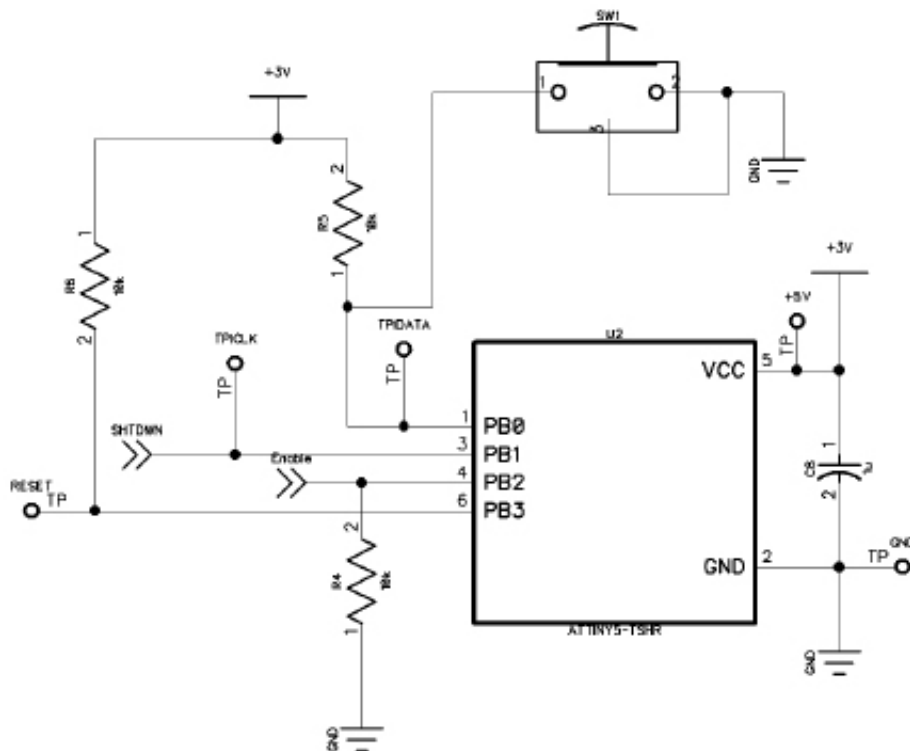 SW1
+3V
1
2
3
GND
2
R5
10k
1
1
R6
10k
2
+3V
+5V
TP
TPICLK
TP
TPIDATA
TP
U2
VCC
5
SHTDWN
1
PB0
3
PB1
Enable
4
PB2
RESET
TP
6
PB3
1
C6
2
2
R4
10k
1
GND
2
TP
GND
ATTINY5-TSHR
GND
GND